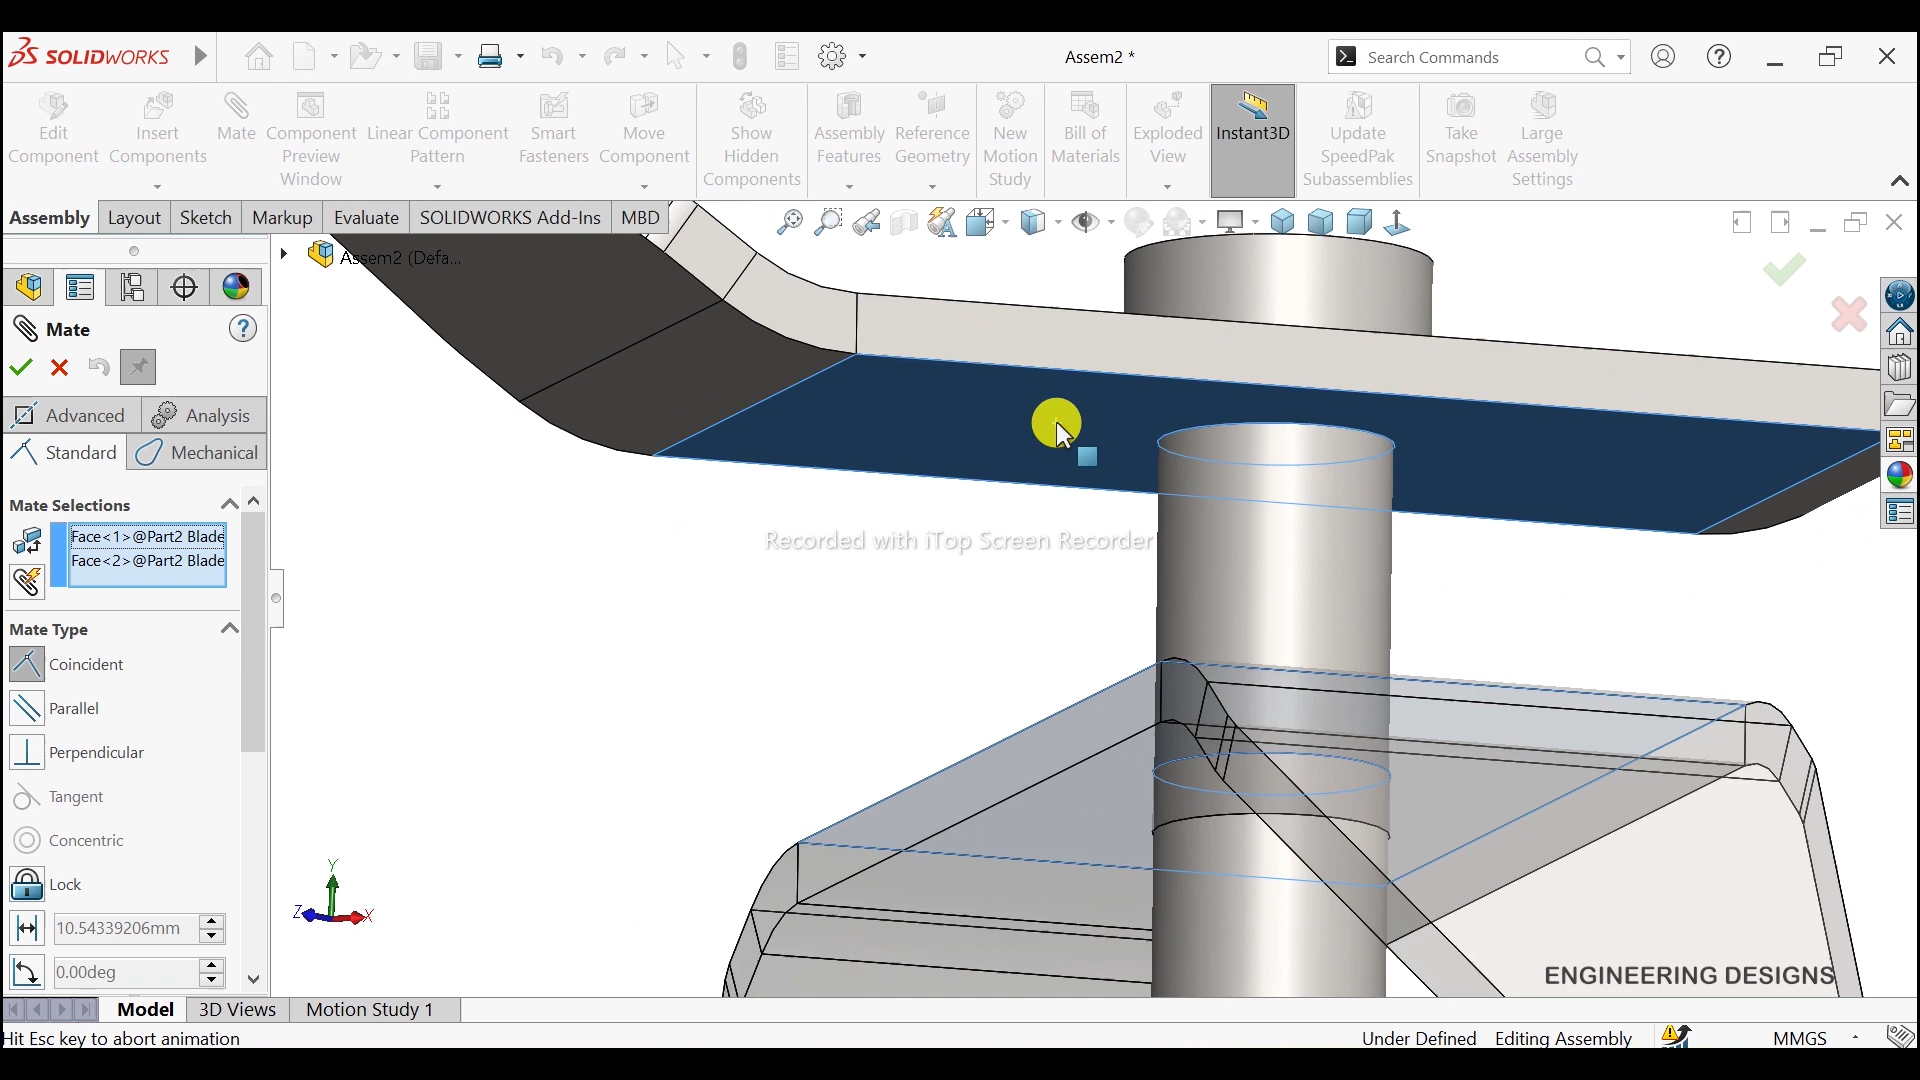 SOLIDWORKS
Assem2 *
Search Commands
Edit Component
Insert Components
Mate
Component Preview Window
Linear Component Pattern
Smart Fasteners
Move Component
Show Hidden Components
Assembly Features
Reference Geometry
New Motion Study
Bill of Materials
Exploded View
Instant3D
Update SpeedPak Subassemblies
Take Snapshot
Large Assembly Settings
Assembly
Layout
Sketch
Markup
Evaluate
SOLIDWORKS Add-Ins
MBD
Assem2 (Defa...
Mate
Advanced
Analysis
Standard
Mechanical
Mate Selections
Face<1>@Part2 Blade
Face<2>@Part2 Blade
Recorded with iTop Screen Recorder
Mate Type
Coincident
Parallel
Perpendicular
Tangent
Concentric
Lock
10.54339206mm
0.00deg
Y
Z
X
ENGINEERING DESIGNS
Model
3D Views
Motion Study 1
Hit Esc key to abort animation
Under Defined
Editing Assembly
MMGS